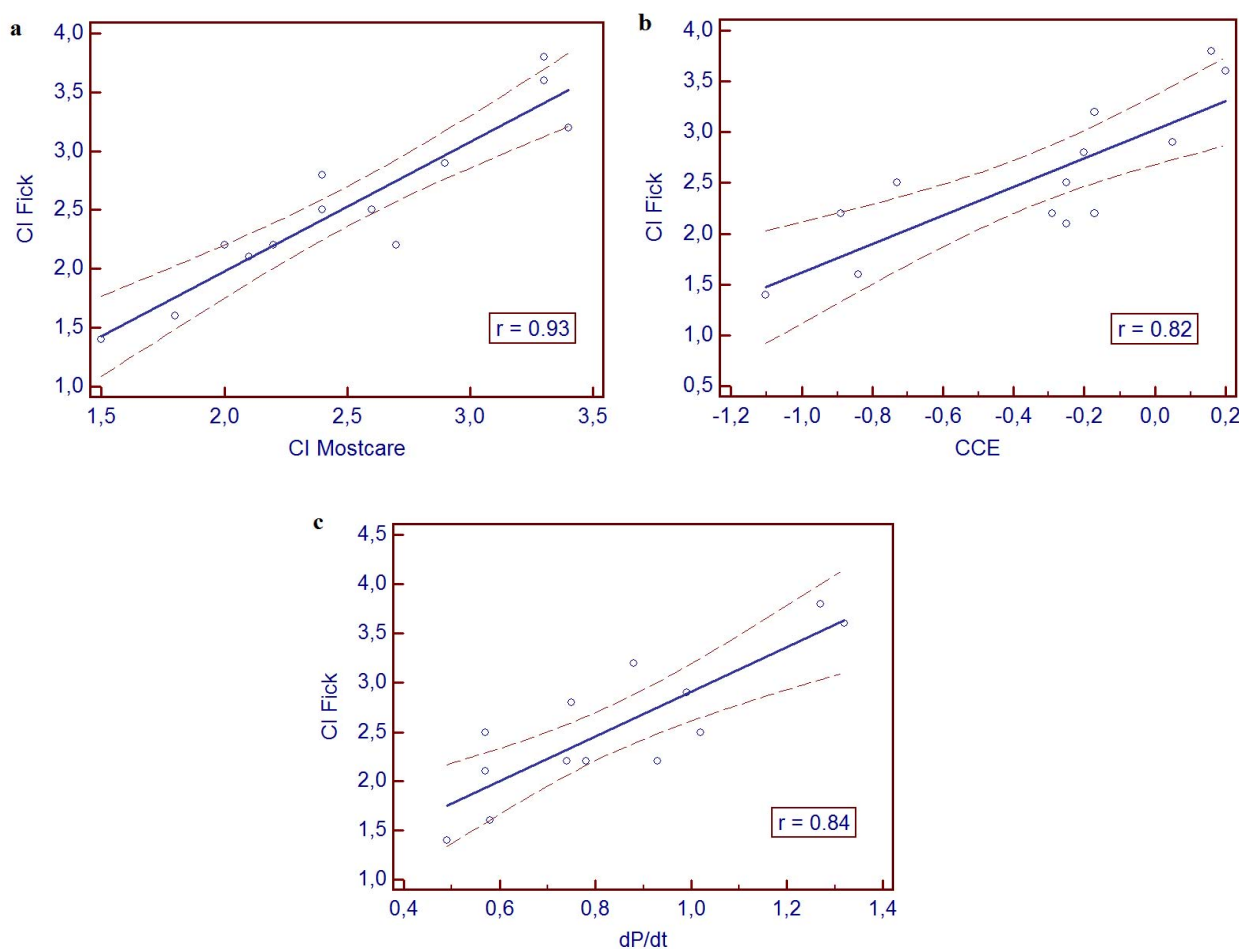 a
4,0
3,5
3,0
2,5
2,0
1,5
1,0
CI Fick
r = 0.93
1,5 2,0 2,5 3,0 3,5
CI Mostcare
b
4,0
3,5
3,0
2,5
2,0
1,5
1,0
0,5
CI Fick
r = 0.82
-1,2 -1,0 -0,8 -0,6 -0,4 -0,2 0,0 0,2
CCE
c
4,5
4,0
3,5
3,0
2,5
2,0
1,5
1,0
CI Fick
r = 0.84
0,4 0,6 0,8 1,0 1,2 1,4
dP/dt